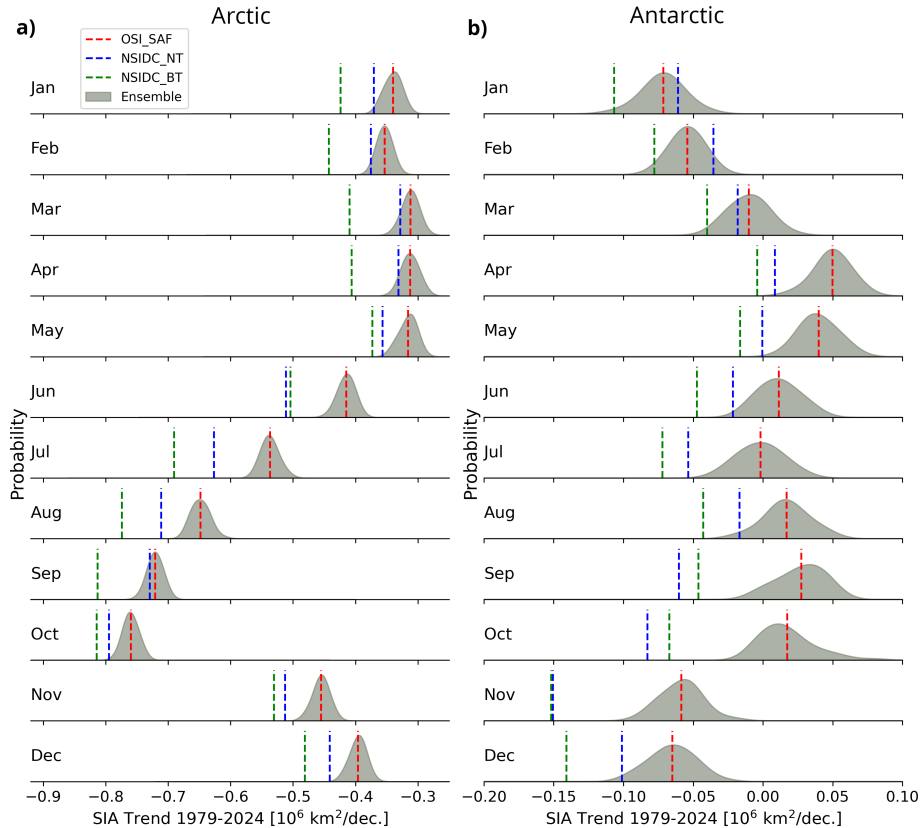 Arctic
Antarctic
a)
b)
OSI_SAF
NSIDC_NT
NSIDC_BT
Ensemble
Jan
Feb
Mar
Apr
May
Jun
Jul
Aug
Sep
Oct
Nov
Dec
Probability
−0.9 −0.8 −0.7 −0.6 −0.5 −0.4 −0.3
SIA Trend 1979-2024 [10⁶ km²/dec.]
Jan
Feb
Mar
Apr
May
Jun
Jul
Aug
Sep
Oct
Nov
Dec
Probability
−0.20 −0.15 −0.10 −0.05 0.00 0.05 0.10
SIA Trend 1979-2024 [10⁶ km²/dec.]